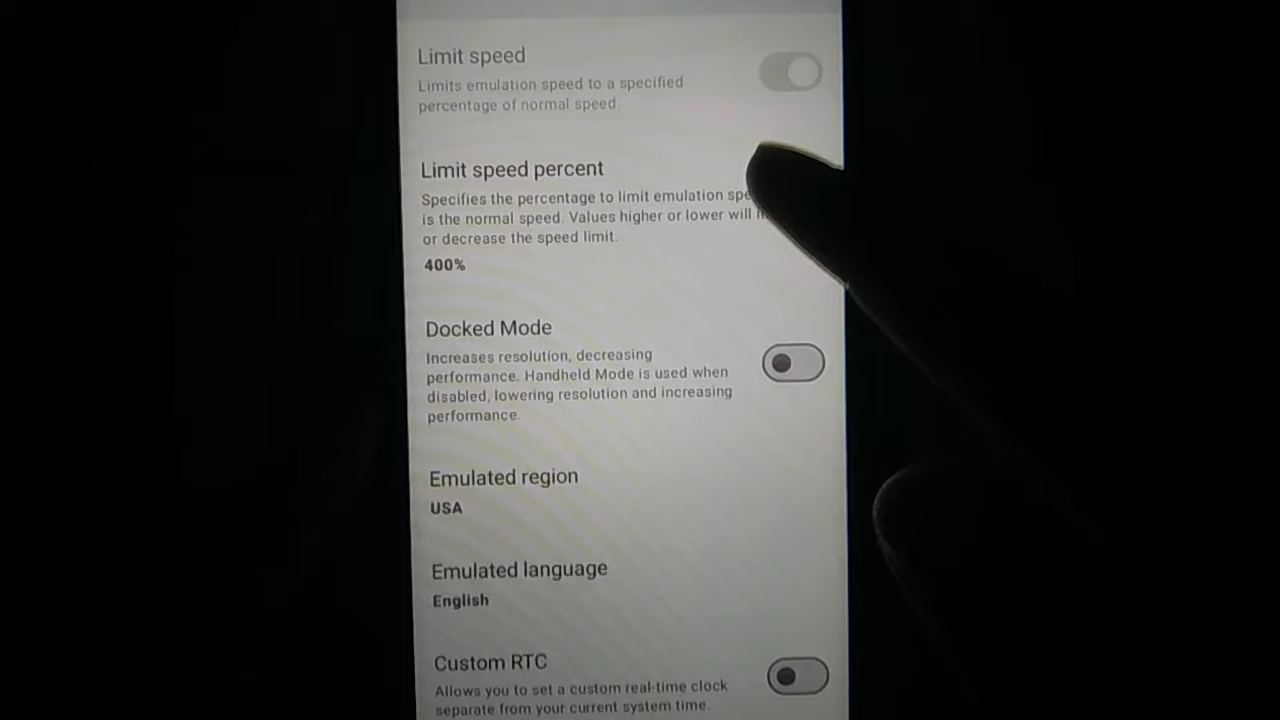 Limit speed
Limits emulation speed to a specified
percentage of normal speed.
Limit speed percent
Specifies the percentage to limit emulation
is the normal speed. Values higher or lower will
or decrease the speed limit.
400%
Docked Mode
Increases resolution, decreasing
performance. Handheld Mode is used when
disabled, lowering resolution and increasing
performance.
Emulated region
USA
Emulated language
English
Custom RTC
Allows you to set a custom real-time clock
separate from your current system time.